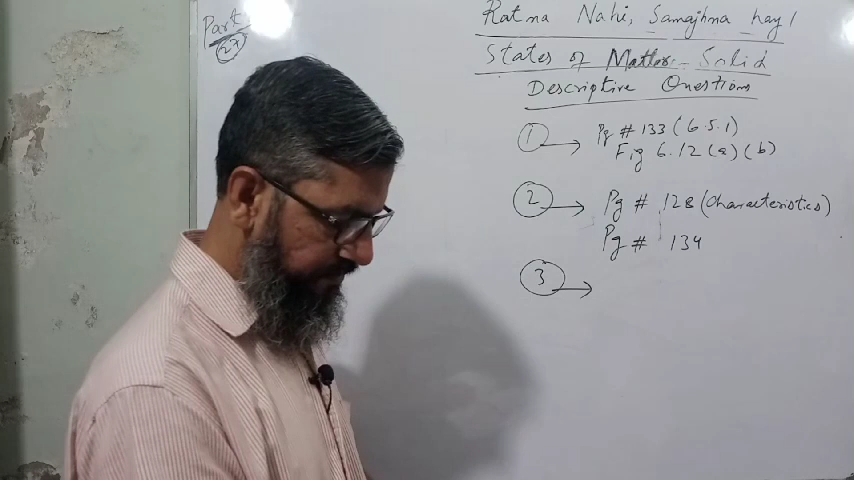 Part
27
Ratna Nahi, Samajhna hay!
States of Matter - Solid
Descriptive Questions
1 → Pg # 133 (6.5.1)
Fig 6.12 (a) (b)
2 → Pg # 128 (Characteristics)
Pg # 134
3 →